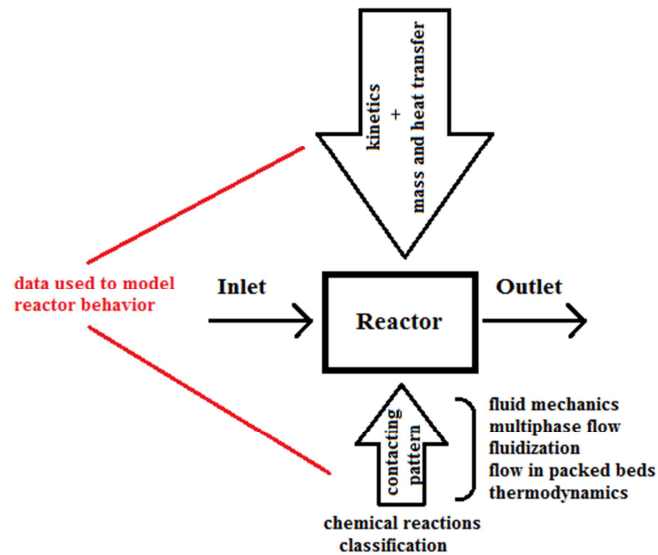 kinetics
+
mass and heat transfer
data used to model
reactor behavior
Inlet
Reactor
Outlet
contacting
pattern
fluid mechanics
multiphase flow
fluidization
flow in packed beds
thermodynamics
chemical reactions
classification